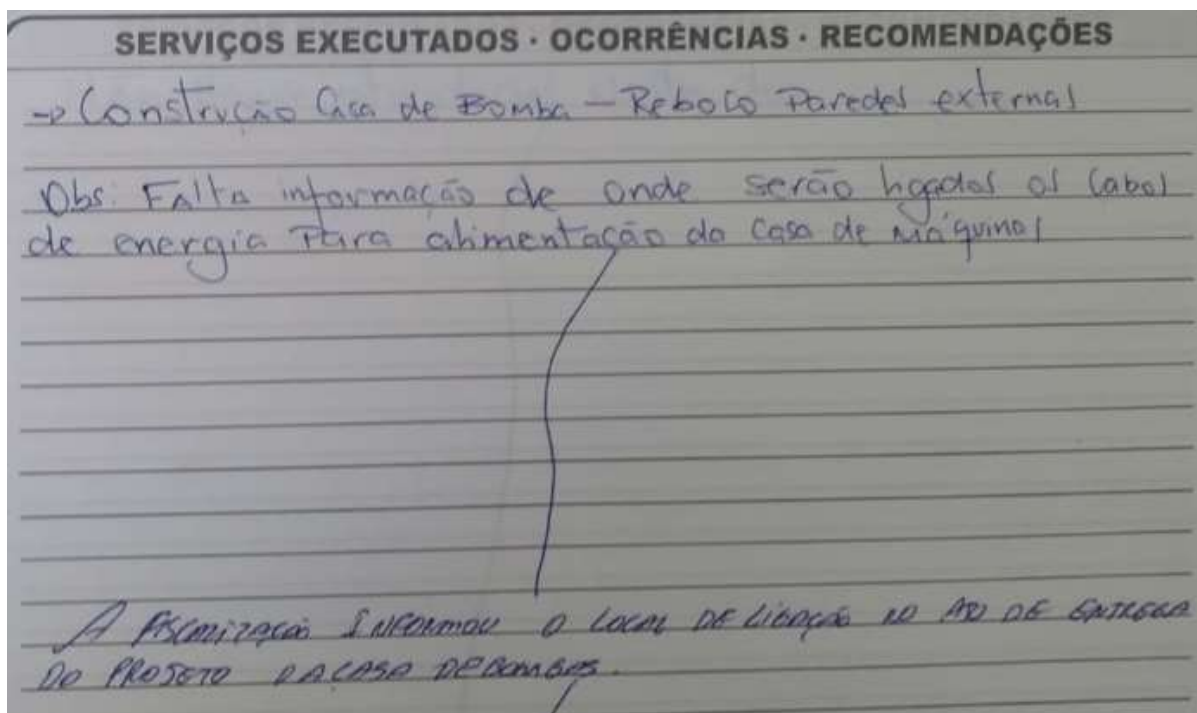 SERVIÇOS EXECUTADOS · OCORRÊNCIAS · RECOMENDAÇÕES
→ Construção Casa de Bomba - Reboco Paredes externas
Obs: Falta informação de onde serão ligados os cabos
de energia Para alimentação da Casa de Máquinas
A FISCALIZAÇÃO INFORMOU O LOCAL DE LIGAÇÃO NO DE ENTREGA
DO PROJETO DA CASA DE BOMBAS.